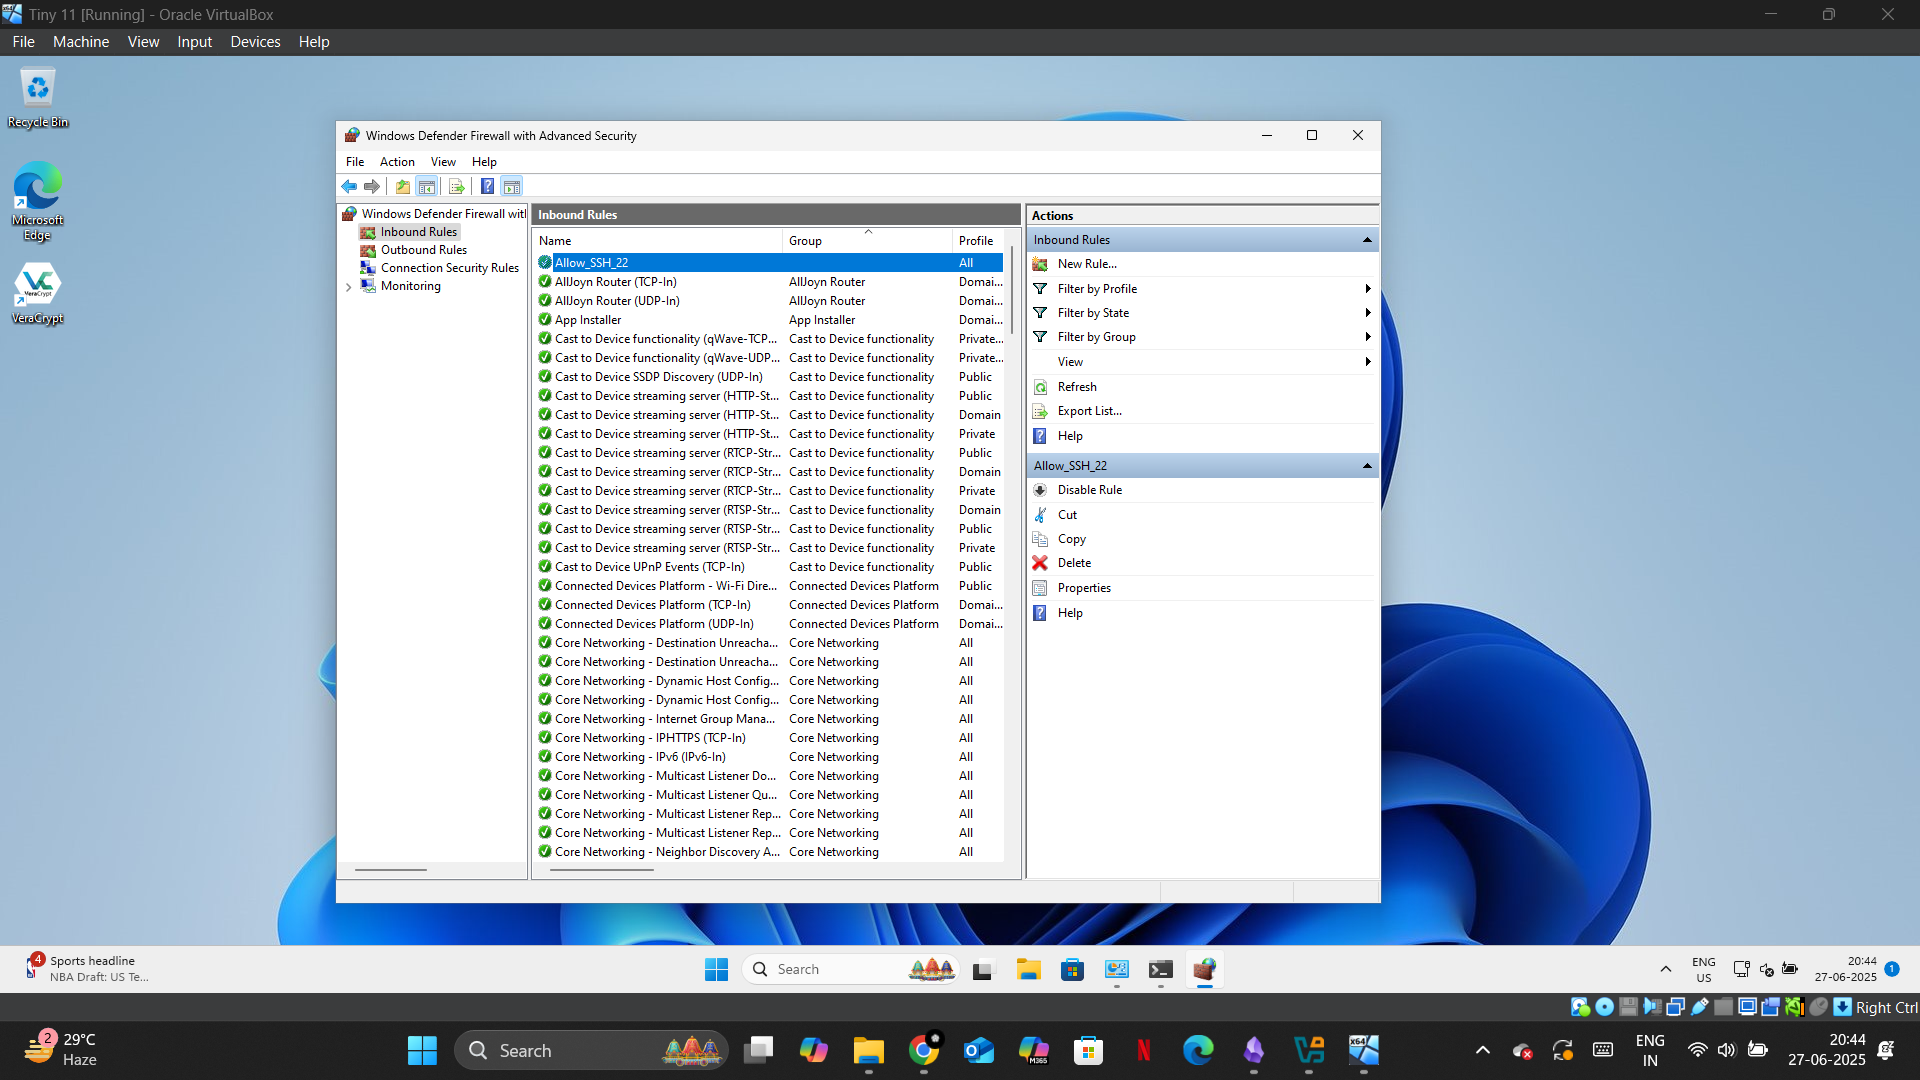 Tiny 11 [Running] - Oracle VirtualBox
File Machine View Input Devices Help
Recycle Bin
Microsoft
Edge
VeraCrypt
VeraCrypt
Windows Defender Firewall with Advanced Security
File Action View Help
Windows Defender Firewall witl
Inbound Rules
Outbound Rules
Connection Security Rules
Monitoring
Inbound Rules
Name Group Profile
Allow_SSH_22 All
AllJoyn Router (TCP-In) AllJoyn Router Domai...
AllJoyn Router (UDP-In) AllJoyn Router Domai...
App Installer App Installer Domai...
Cast to Device functionality (qWave-TCP... Cast to Device functionality Private...
Cast to Device functionality (qWave-UDP... Cast to Device functionality Private...
Cast to Device SSDP Discovery (UDP-In) Cast to Device functionality Public
Cast to Device streaming server (HTTP-St... Cast to Device functionality Public
Cast to Device streaming server (HTTP-St... Cast to Device functionality Domain
Cast to Device streaming server (HTTP-St... Cast to Device functionality Private
Cast to Device streaming server (RTCP-Str... Cast to Device functionality Public
Cast to Device streaming server (RTCP-Str... Cast to Device functionality Domain
Cast to Device streaming server (RTCP-Str... Cast to Device functionality Private
Cast to Device streaming server (RTSP-Str... Cast to Device functionality Domain
Cast to Device streaming server (RTSP-Str... Cast to Device functionality Public
Cast to Device streaming server (RTSP-Str... Cast to Device functionality Private
Cast to Device UPnP Events (TCP-In) Cast to Device functionality Public
Connected Devices Platform - Wi-Fi Dire... Connected Devices Platform Public
Connected Devices Platform (TCP-In) Connected Devices Platform Domai...
Connected Devices Platform (UDP-In) Connected Devices Platform Domai...
Core Networking - Destination Unreacha... Core Networking All
Core Networking - Destination Unreacha... Core Networking All
Core Networking - Dynamic Host Config... Core Networking All
Core Networking - Dynamic Host Config... Core Networking All
Core Networking - Internet Group Mana... Core Networking All
Core Networking - IPHTTPS (TCP-In) Core Networking All
Core Networking - IPv6 (IPv6-In) Core Networking All
Core Networking - Multicast Listener Do... Core Networking All
Core Networking - Multicast Listener Qu... Core Networking All
Core Networking - Multicast Listener Rep... Core Networking All
Core Networking - Multicast Listener Rep... Core Networking All
Core Networking - Neighbor Discovery A... Core Networking All
Actions
Inbound Rules
New Rule...
Filter by Profile
Filter by State
Filter by Group
View
Refresh
Export List...
Help
Allow_SSH_22
Disable Rule
Cut
Copy
Delete
Properties
Help
4
Sports headline
NBA Draft: US Te...
Search
ENG
US
20:44
27-06-2025
1
Right Ctrl
2
29°C
Haze
Search
M365
x64
ENG
IN
20:44
27-06-2025